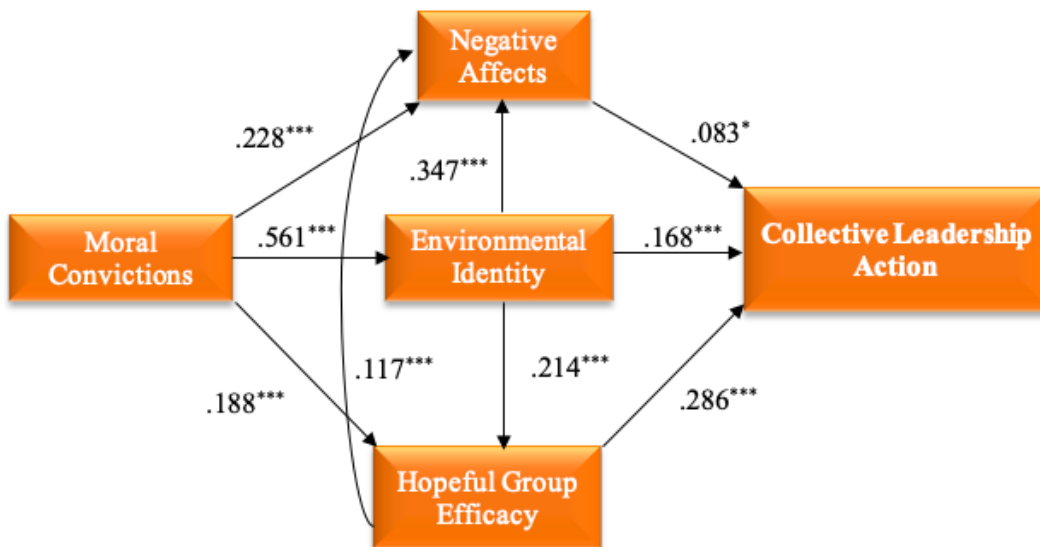 Negative
Affects
.228***
.083*
.347***
Moral
Convictions
.561***
Environmental
Identity
.168***
Collective Leadership
Action
.188***
.117***
.214***
.286***
Hopeful Group
Efficacy